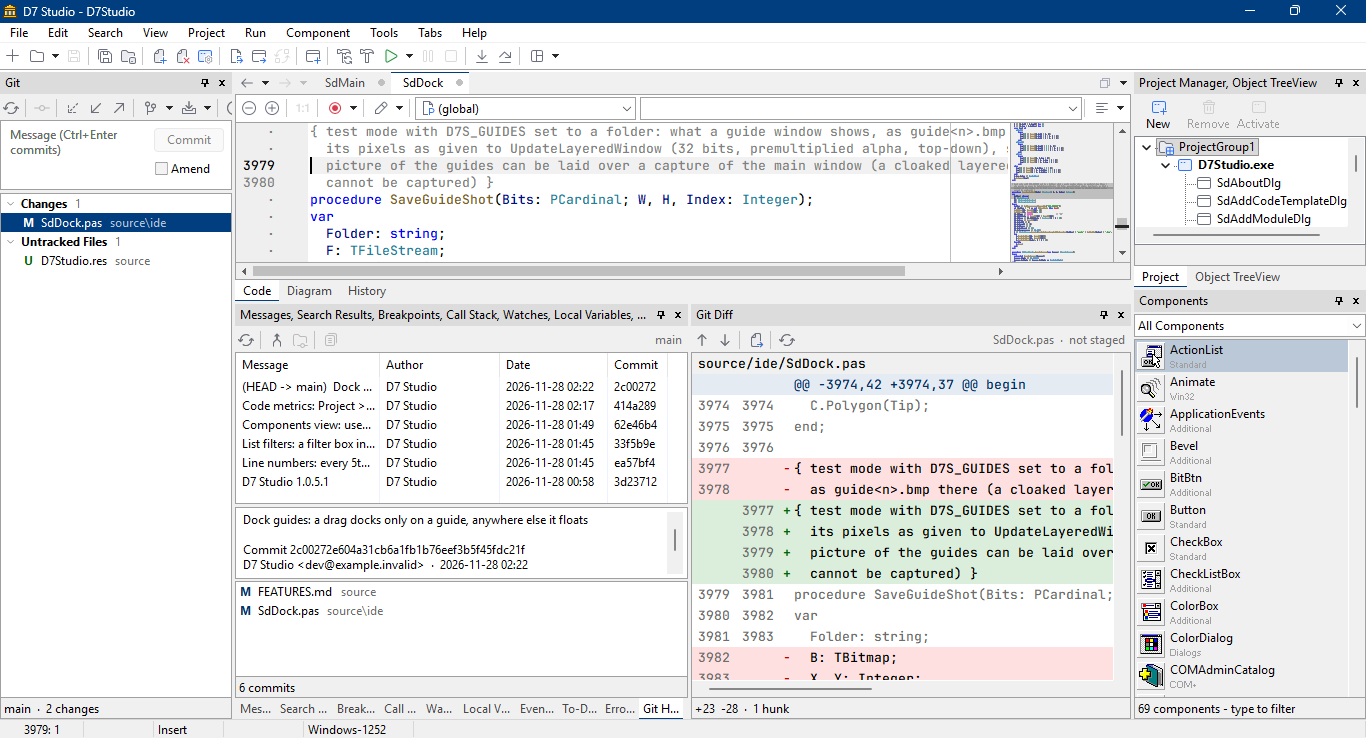 D7 Studio - D7Studio
File Edit Search View Project Run Component Tools Tabs Help
Git
Message (Ctrl+Enter
commits)
Commit
Amend
Changes 1
M SdDock.pas source\ide
Untracked Files 1
U D7Studio.res source
main · 2 changes
SdMain SdDock
1:1 (global)
{ test mode with D7S_GUIDES set to a folder: what a guide window shows, as guide<n>.bmp
its pixels as given to UpdateLayeredWindow (32 bits, premultiplied alpha, top-down),
3979 picture of the guides can be laid over a capture of the main window (a cloaked layere
3980 cannot be captured) }
procedure SaveGuideShot(Bits: PCardinal; W, H, Index: Integer);
var
Folder: string;
F: TFileStream;
Code Diagram History
Messages, Search Results, Breakpoints, Call Stack, Watches, Local Variables, ...
main
Message Author Date Commit
(HEAD -> main) Dock ... D7 Studio 2026-11-28 02:22 2c00272
Code metrics: Project >... D7 Studio 2026-11-28 02:17 414a289
Components view: use... D7 Studio 2026-11-28 01:49 62e46b4
List filters: a filter box in... D7 Studio 2026-11-28 01:45 33f5b9e
Line numbers: every 5t... D7 Studio 2026-11-28 01:45 ea57bf4
D7 Studio 1.0.5.1 D7 Studio 2026-11-28 00:58 3d23712
Dock guides: a drag docks only on a guide, anywhere else it floats
Commit 2c00272e604a31cb6a1fb1b76eef3b5f45fdc21f
D7 Studio <dev@example.invalid> · 2026-11-28 02:22
M FEATURES.md source
M SdDock.pas source\ide
6 commits
Mes... Search ... Break... Call ... Wa... Local V... Even... To-D... Erro... Git H...
Git Diff
SdDock.pas · not staged
source/ide/SdDock.pas
@@ -3974,42 +3974,37 @@ begin
3974 3974 C.Polygon(Tip);
3975 3975 end;
3976 3976
3977 -{ test mode with D7S_GUIDES set to a fol
3978 - as guide<n>.bmp there (a cloaked layer
3977 +{ test mode with D7S_GUIDES set to a fol
3978 + its pixels as given to UpdateLayeredWi
3979 + picture of the guides can be laid over
3980 + cannot be captured) }
3979 3981 procedure SaveGuideShot(Bits: PCardinal;
3980 3982 var
3981 3983 Folder: string;
3982 - B: TBitmap;
3983 - X, Y: Integer;
+23 -28 · 1 hunk
Project Manager, Object TreeView
New Remove Activate
ProjectGroup1
D7Studio.exe
SdAboutDlg
SdAddCodeTemplateDlg
SdAddModuleDlg
Project Object TreeView
Components
All Components
ActionList
Standard
Animate
Win32
ApplicationEvents
Additional
Bevel
Additional
BitBtn
Additional
Button
Standard
CheckBox
Standard
CheckListBox
Additional
ColorBox
Additional
ColorDialog
Dialogs
COMAdminCatalog
COM+
69 components - type to filter
3979: 1 Insert Windows-1252